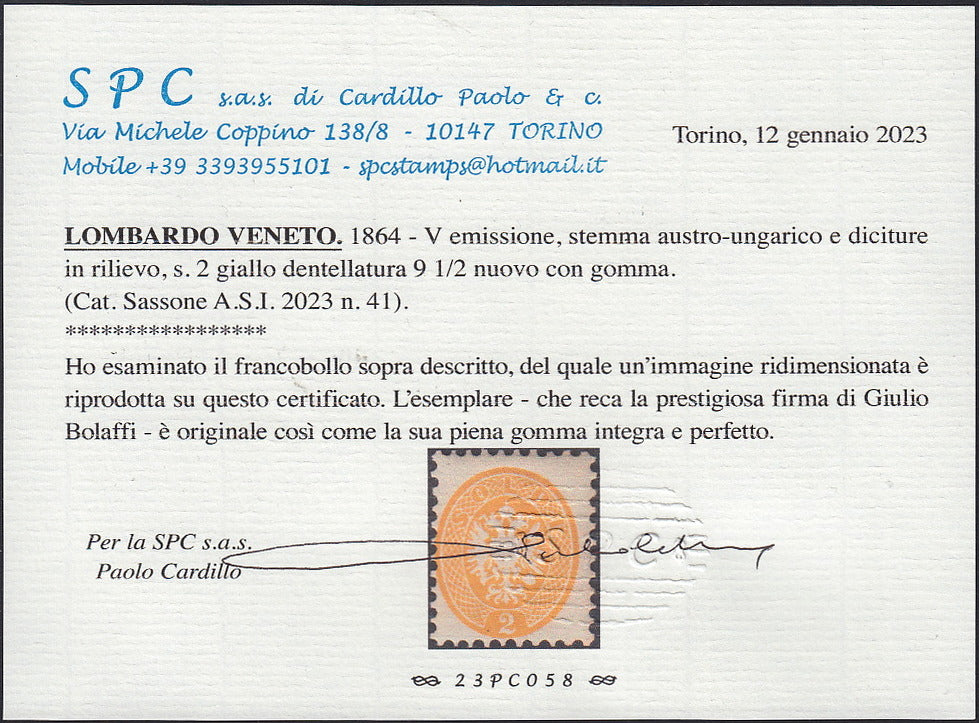 SPC s.a.s. di Cardillo Paolo & c.
Via Michele Coppino 138/8 - 10147 TORINO
Mobile +39 3393955101 - spcstamps@hotmail.it
Torino, 12 gennaio 2023
LOMBARDO VENETO. 1864 - V emissione, stemma austro-ungarico e diciture
in rilievo, s. 2 giallo dentellatura 9 1/2 nuovo con gomma.
(Cat. Sassone A.S.I. 2023 n. 41).
*****************
Ho esaminato il francobollo sopra descritto, del quale un'immagine ridimensionata è
riprodotta su questo certificato. L'esemplare - che reca la prestigiosa firma di Giulio
Bolaffi - è originale così come la sua piena gomma integra e perfetto.
Per la SPC s.a.s.
Paolo Cardillo
2
23PC058